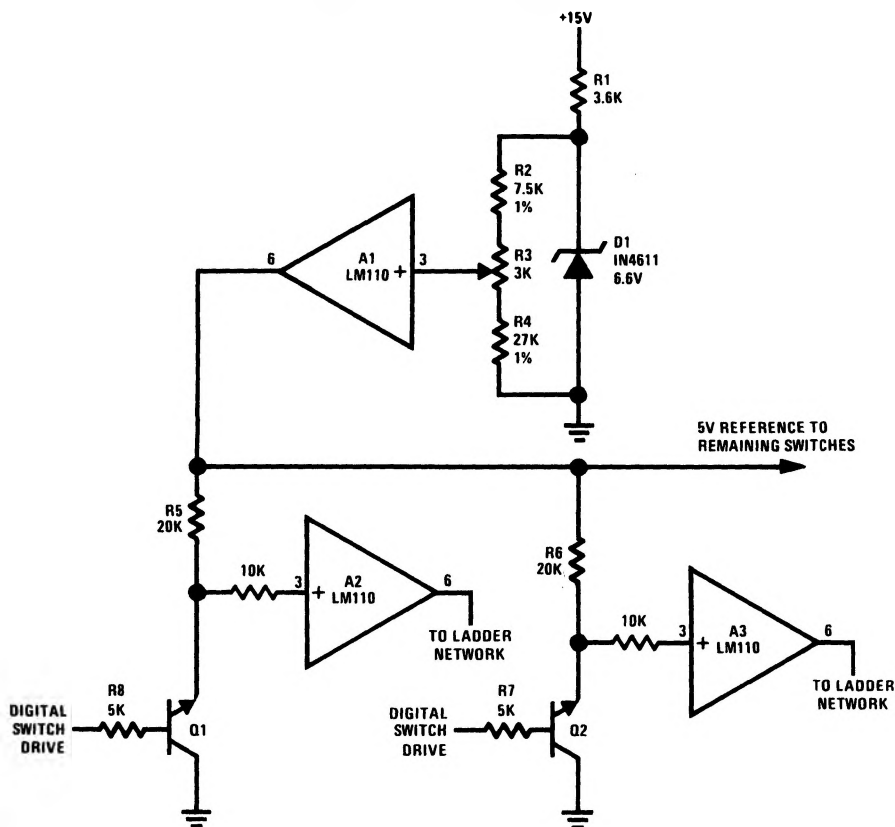 +15V
R1
3.6K
R2
7.5K
1%
R3
3K
R4
27K
1%
D1
IN4611
6.6V
6
A1
LM110
+
3
5V REFERENCE TO
REMAINING SWITCHES
R5
20K
10K
3
+
A2
LM110
6
TO LADDER
NETWORK
R6
20K
10K
3
+
A3
LM110
6
TO LADDER
NETWORK
DIGITAL
SWITCH
DRIVE
R8
5K
Q1
DIGITAL
SWITCH
DRIVE
R7
5K
Q2